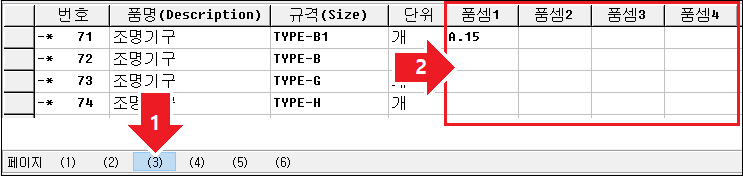 번호 품명(Description) 규격(Size) 단위 품셈1 품셈2 품셈3 품셈4
-* 71 조명기구 TYPE-B1 개 A.15
-* 72 조명기구 TYPE-B
-* 73 조명기구 TYPE-G
-* 74 조명기 TYPE-H 개
2
1
페이지 (1) (2) (3) (4) (5) (6)